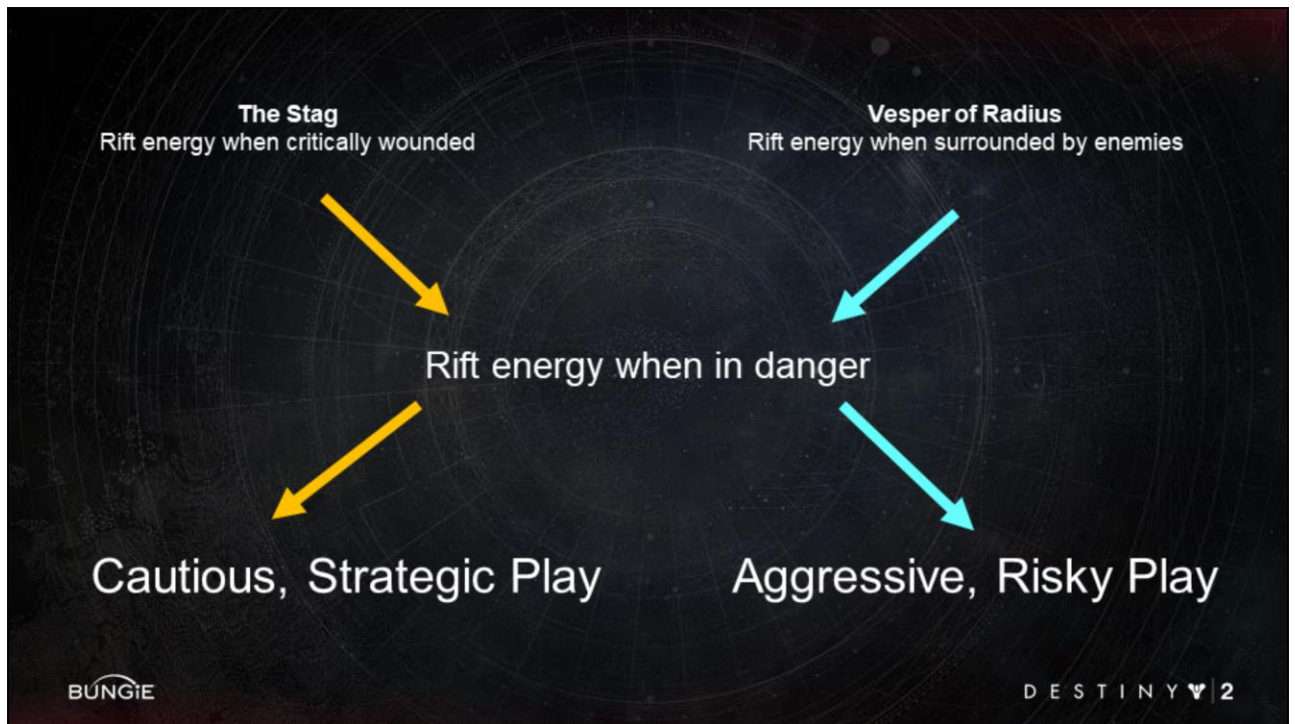 The Stag
Rift energy when critically wounded
Vesper of Radius
Rift energy when surrounded by enemies
Rift energy when in danger
Cautious, Strategic Play
Aggressive, Risky Play
BUNGiE
DESTINY 2